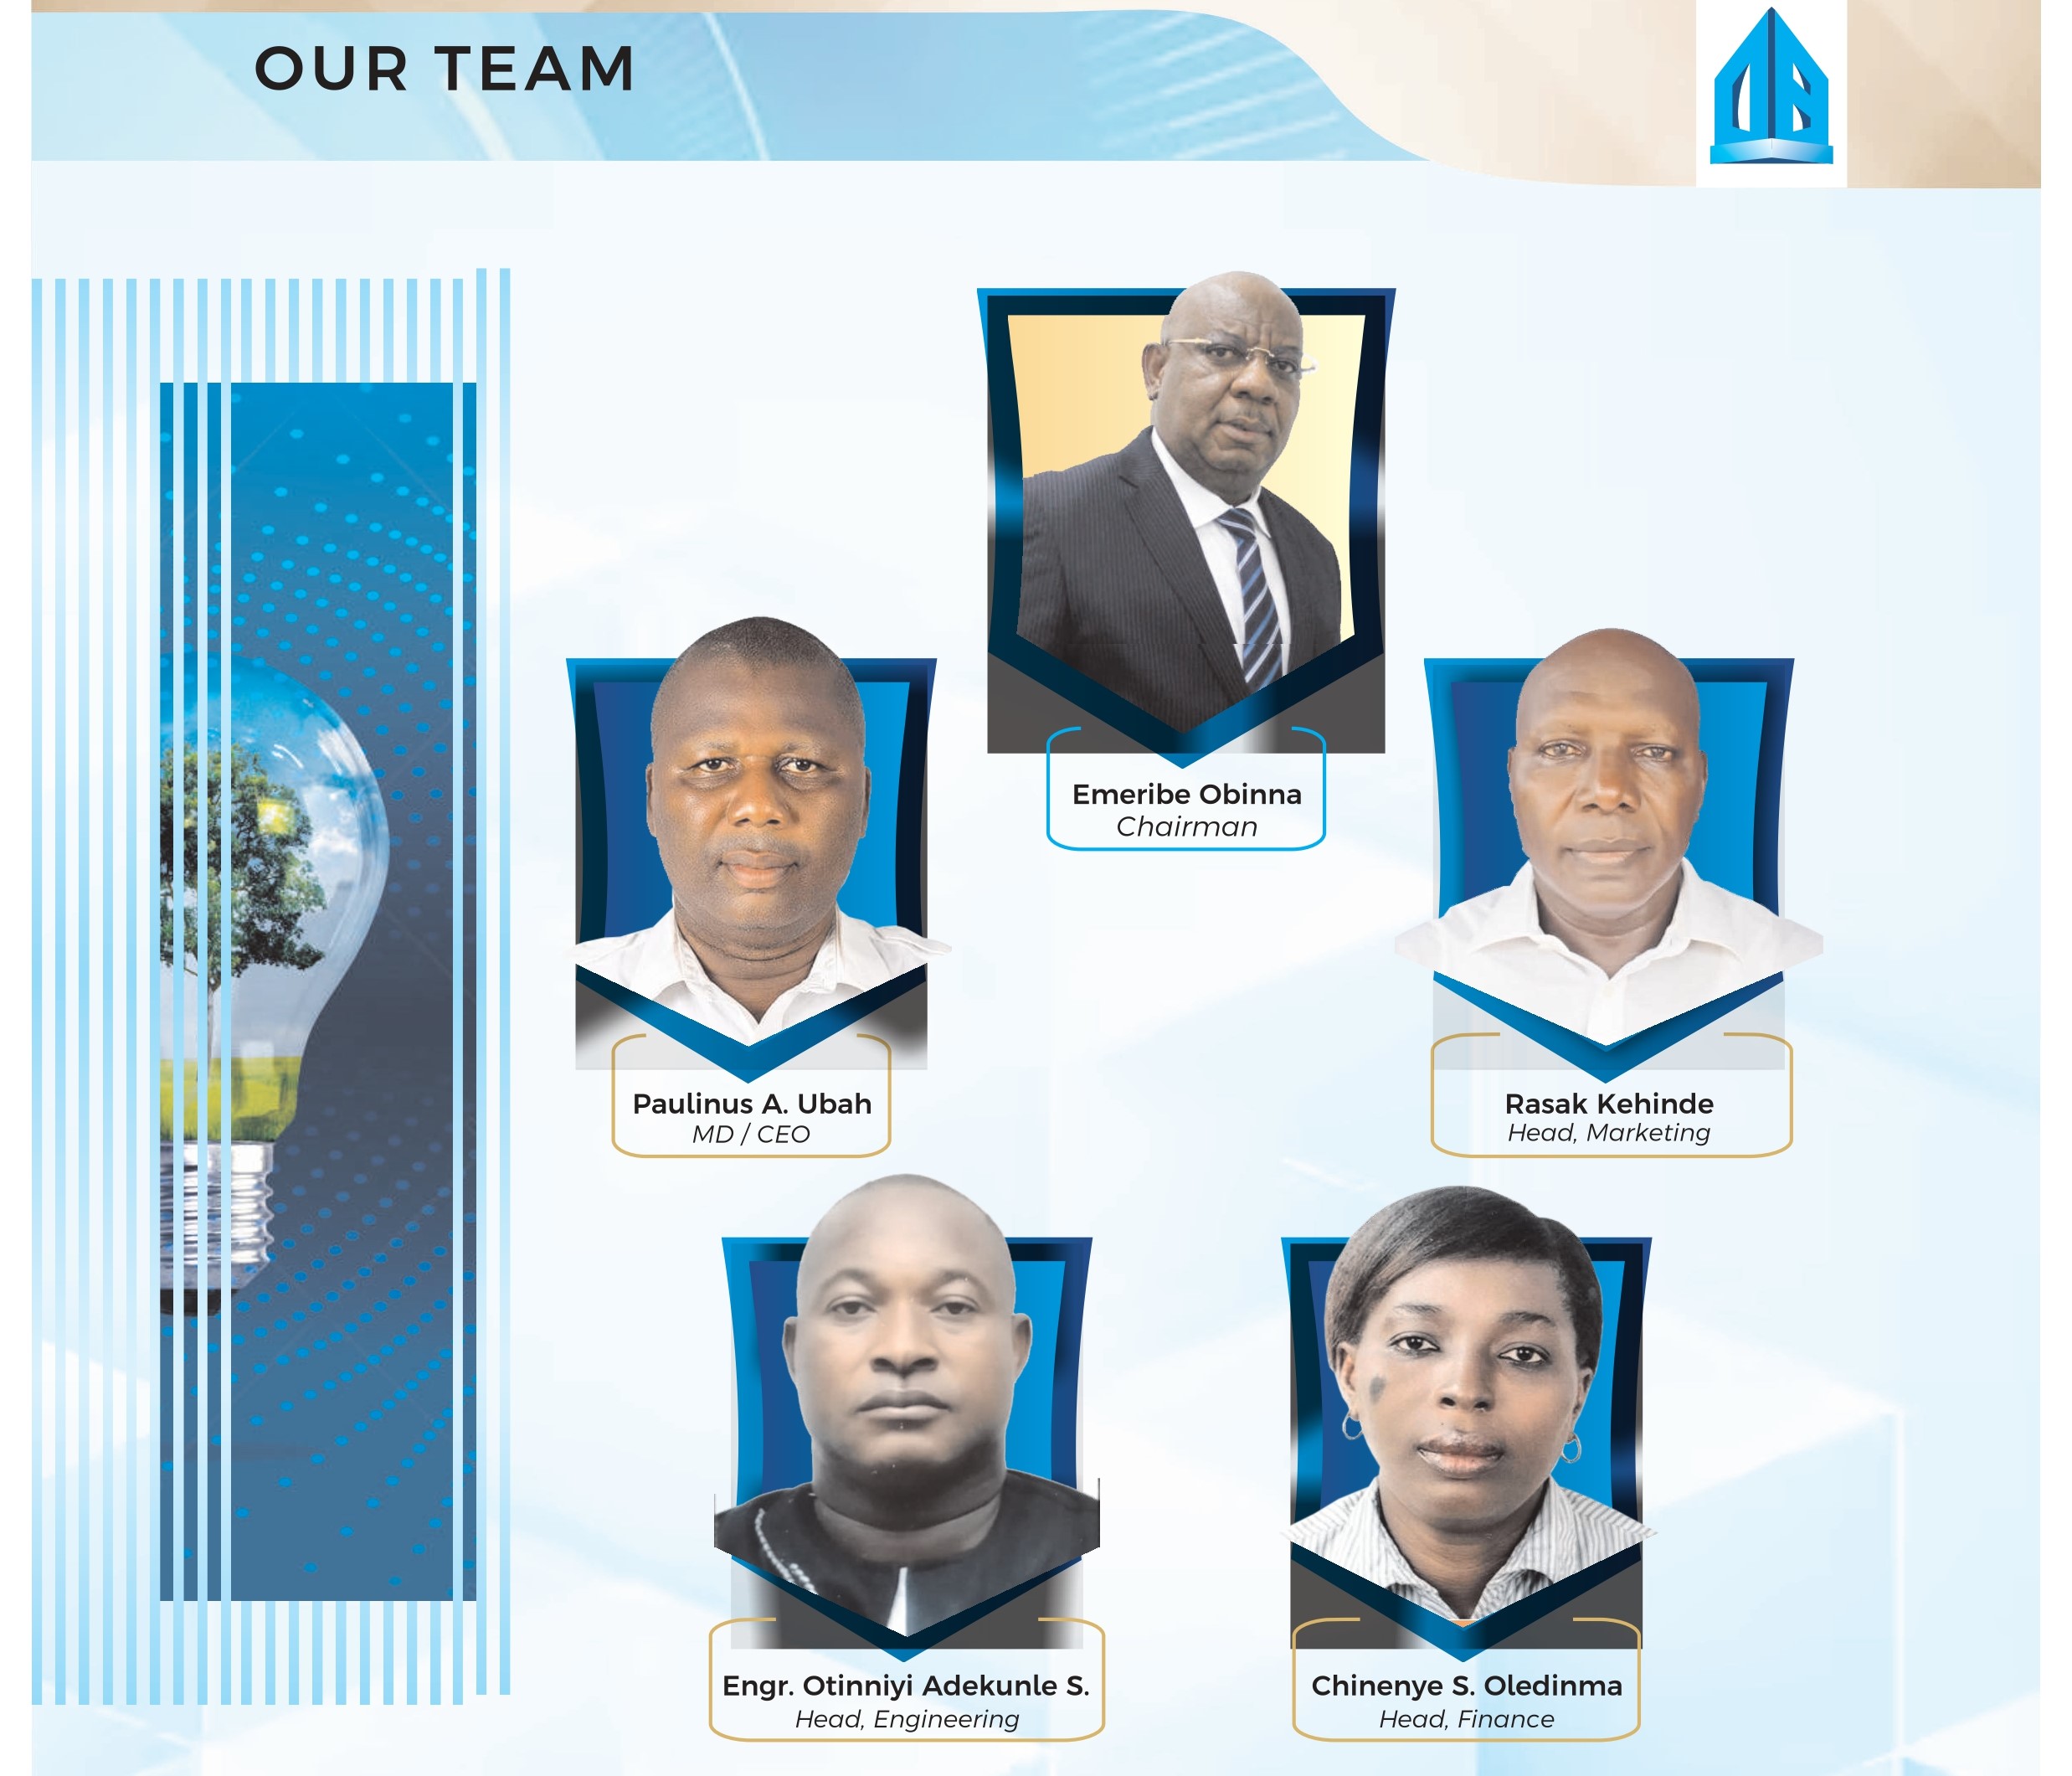 OUR TEAM
Emeribe Obinna
Chairman
Paulinus A. Ubah
MD / CEO
Rasak Kehinde
Head, Marketing
Engr. Otinniyi Adekunle S.
Head, Engineering
Chinenye S. Oledinma
Head, Finance